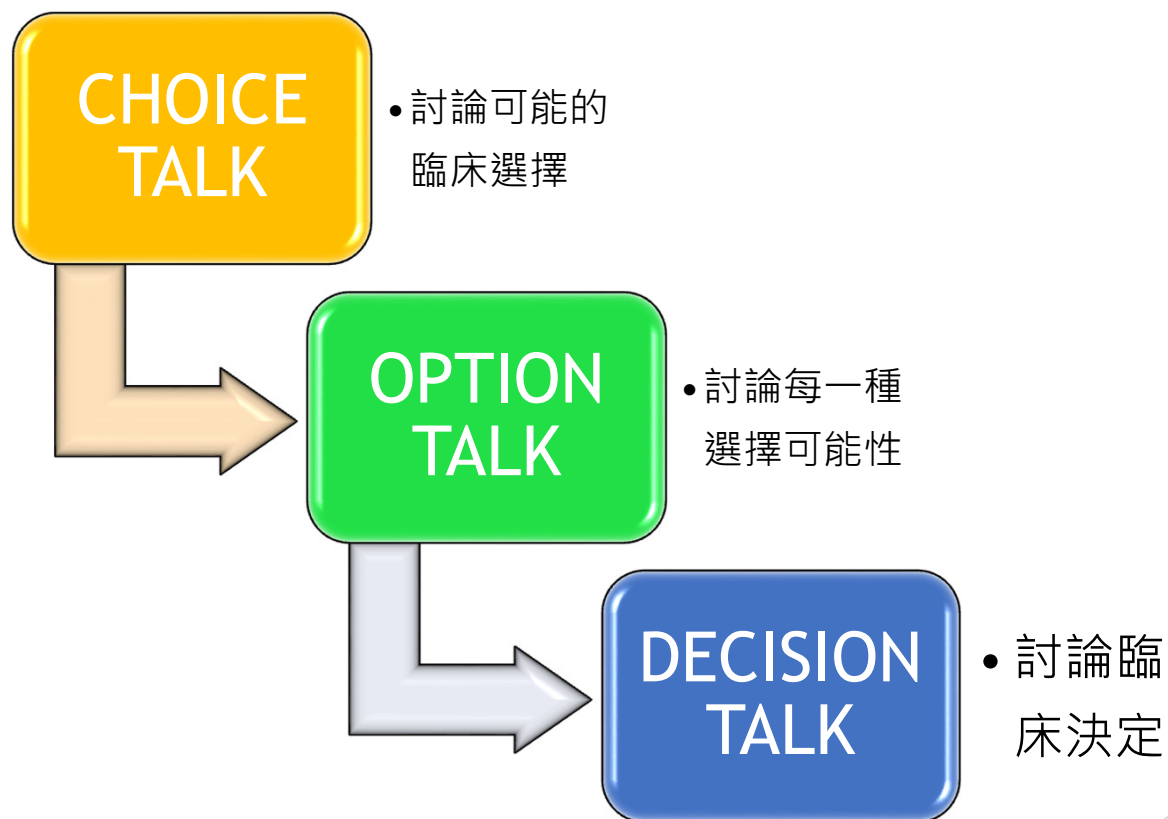 CHOICE
TALK
•討論可能的
臨床選擇
OPTION
TALK
•討論每一種
選擇可能性
DECISION
TALK
• 討論臨
床決定